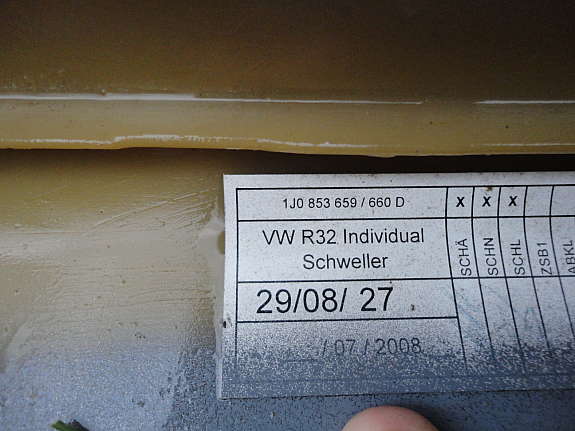 1J0 853 659 / 660 D
X X X
VW R32 Individual
Schweller
29/08/ 27
/ 07 / 2008
SCHÄ
SCHN
SCHL
ZSB1
ABKL